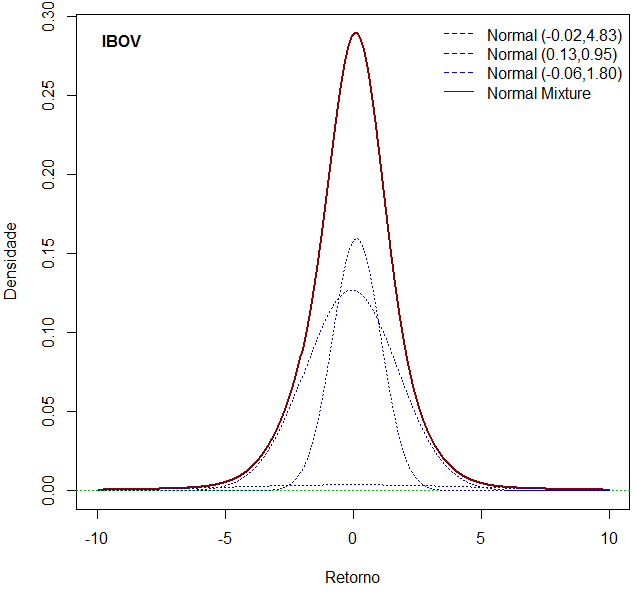 IBOV
Normal (-0.02,4.83)
Normal (0.13,0.95)
Normal (-0.06,1.80)
Normal Mixture
Densidade
0.30
0.25
0.20
0.15
0.10
0.05
0.00
-10 -5 0 5 10
Retorno